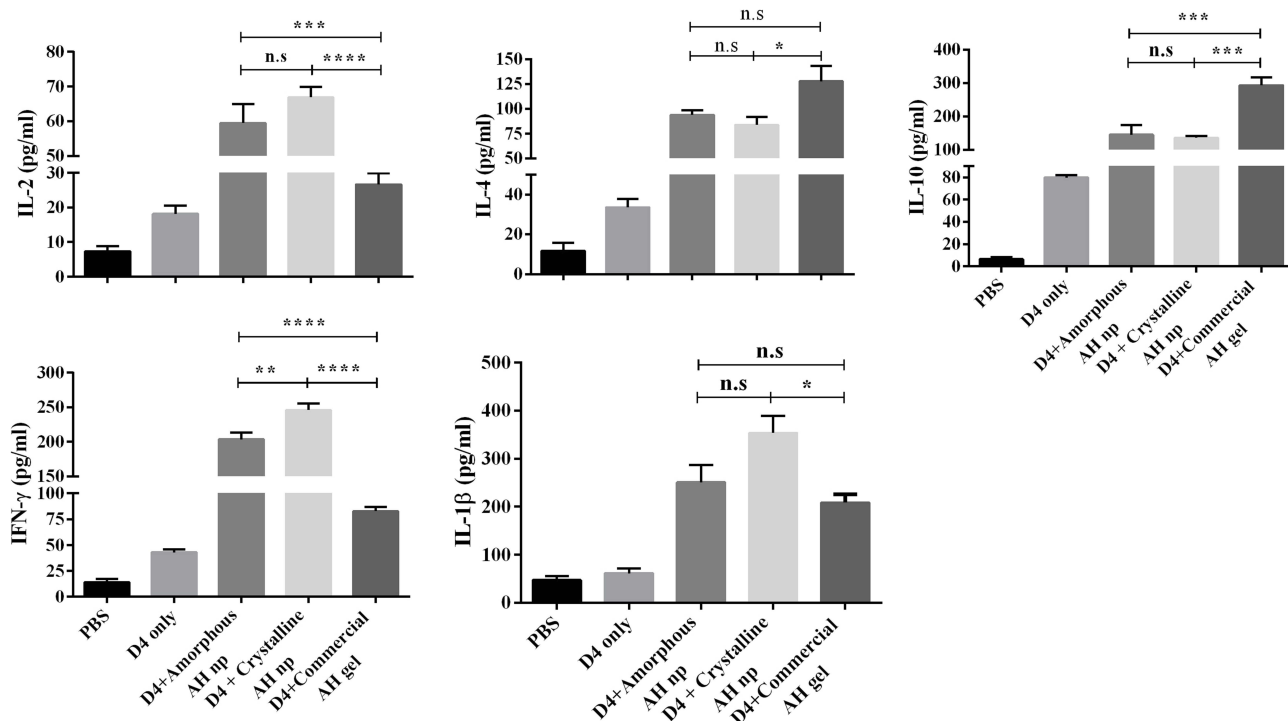 ***
n.s
****
80
70
60
50
30
20
10
0
IL-2 (pg/ml)
n.s
n.s
*
150
125
100
75
50
40
20
0
IL-4 (pg/ml)
***
n.s
***
400
300
200
100
80
60
40
20
0
IL-10 (pg/ml)
PBS
D4 only
D4+Amorphous
AH np
D4 + Crystalline
AH np
D4+Commercial
AH gel
****
**
****
300
250
200
150
100
75
50
25
0
IFN-γ (pg/ml)
PBS
D4 only
D4+Amorphous
AH np
D4 + Crystalline
AH np
D4+Commercial
AH gel
n.s
n.s
*
500
400
300
200
100
0
IL-1β (pg/ml)
PBS
D4 only
D4+Amorphous
AH np
D4 + Crystalline
AH np
D4+Commercial
AH gel